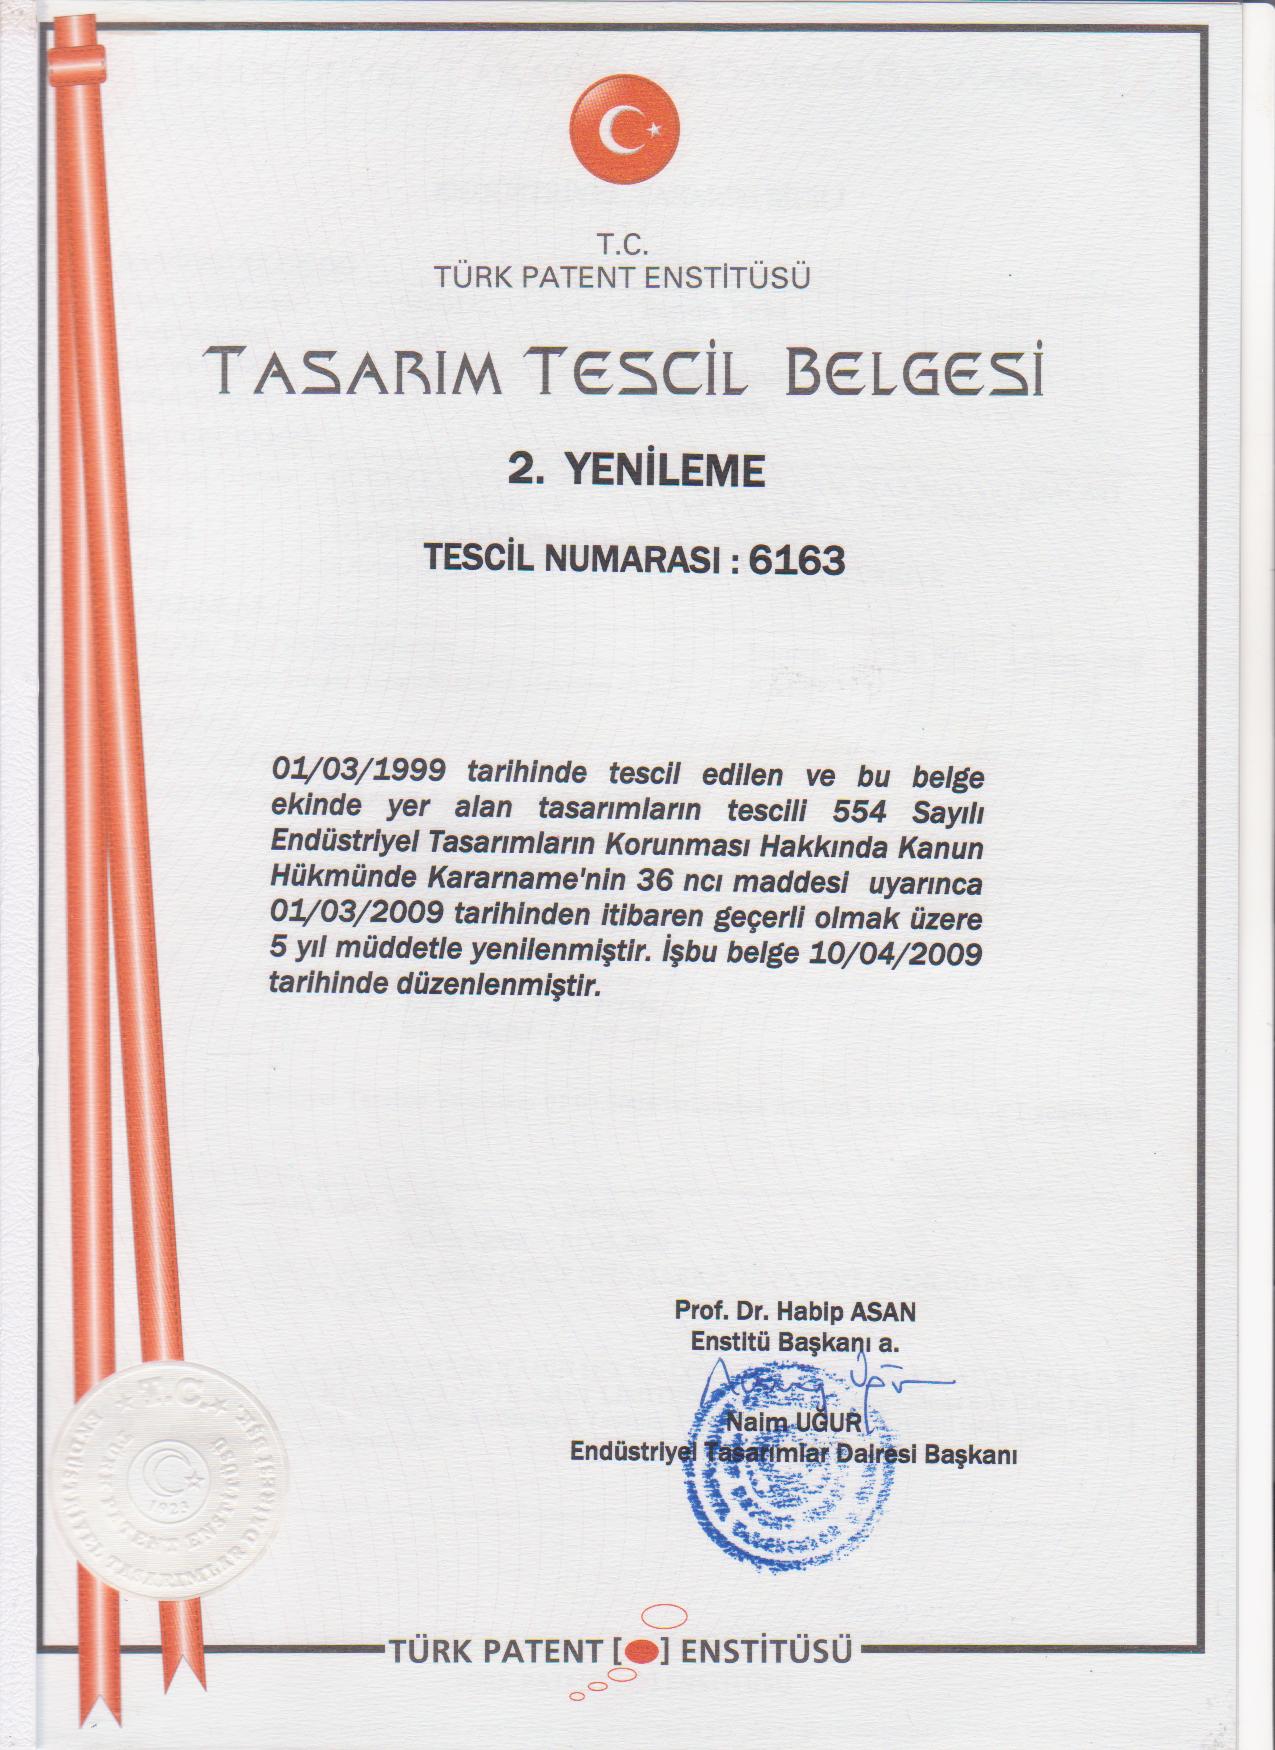 T.C.
TÜRK PATENT ENSTİTÜSÜ
TASARIM TESCİL BELGESİ
2. YENİLEME
TESCİL NUMARASI : 6163
01/03/1999 tarihinde tescil edilen ve bu belge
ekinde yer alan tasarımların tescili 554 Sayılı
Endüstriyel Tasarımların Korunması Hakkında Kanun
Hükmünde Kararname'nin 36 ncı maddesi uyarınca
01/03/2009 tarihinden itibaren geçerli olmak üzere
5 yıl müddetle yenilenmiştir. İşbu belge 10/04/2009
tarihinde düzenlenmiştir.
Prof. Dr. Habip ASAN
Enstitü Başkanı a.
Naim UĞUR
Endüstriyel Tasarımlar Dairesi Başkanı
T.C.
1923
TASARIMLAR
TÜRK PATENT [ ] ENSTİTÜSÜ